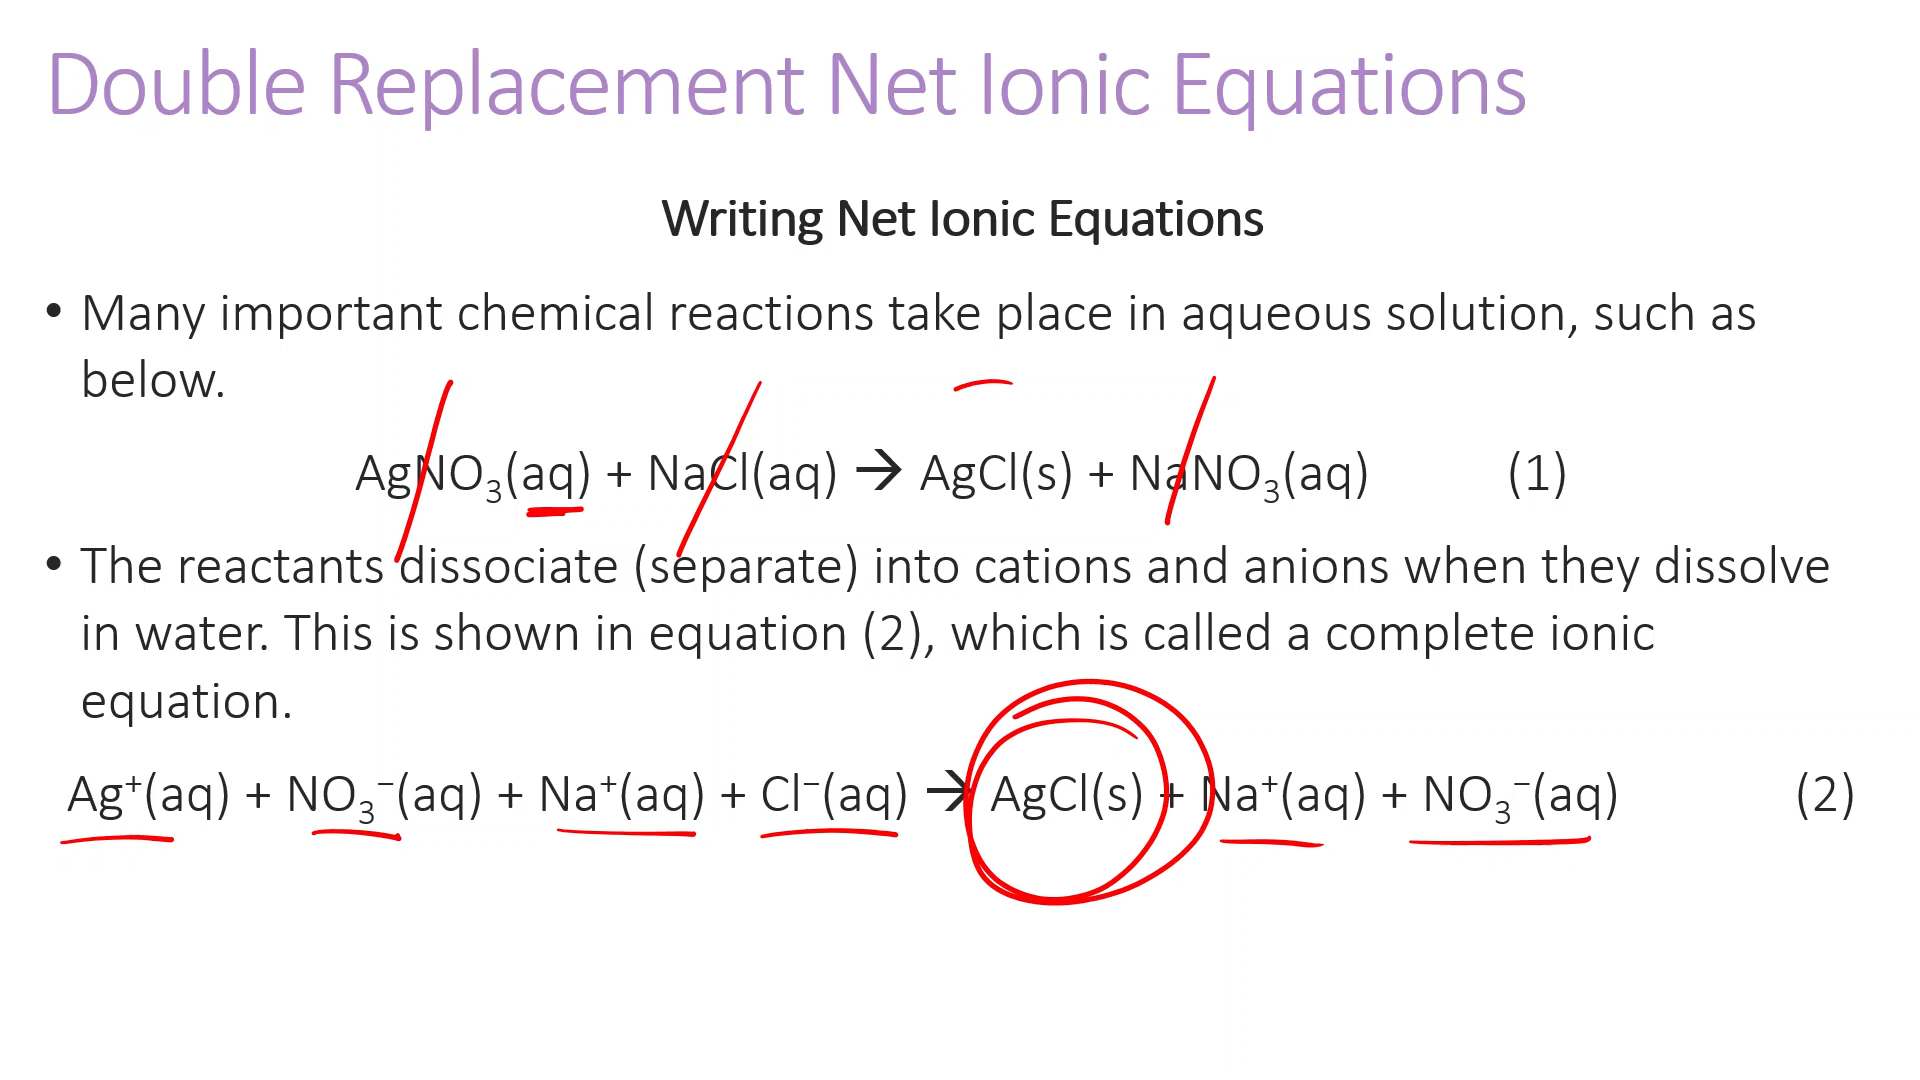 Double Replacement Net Ionic Equations
Writing Net Ionic Equations
• Many important chemical reactions take place in aqueous solution, such as
below.
AgNO₃(aq) + NaCl(aq) → AgCl(s) + NaNO₃(aq) (1)
• The reactants dissociate (separate) into cations and anions when they dissolve
in water. This is shown in equation (2), which is called a complete ionic
equation.
Ag⁺(aq) + NO₃⁻(aq) + Na⁺(aq) + Cl⁻(aq) → AgCl(s) + Na⁺(aq) + NO₃⁻(aq) (2)